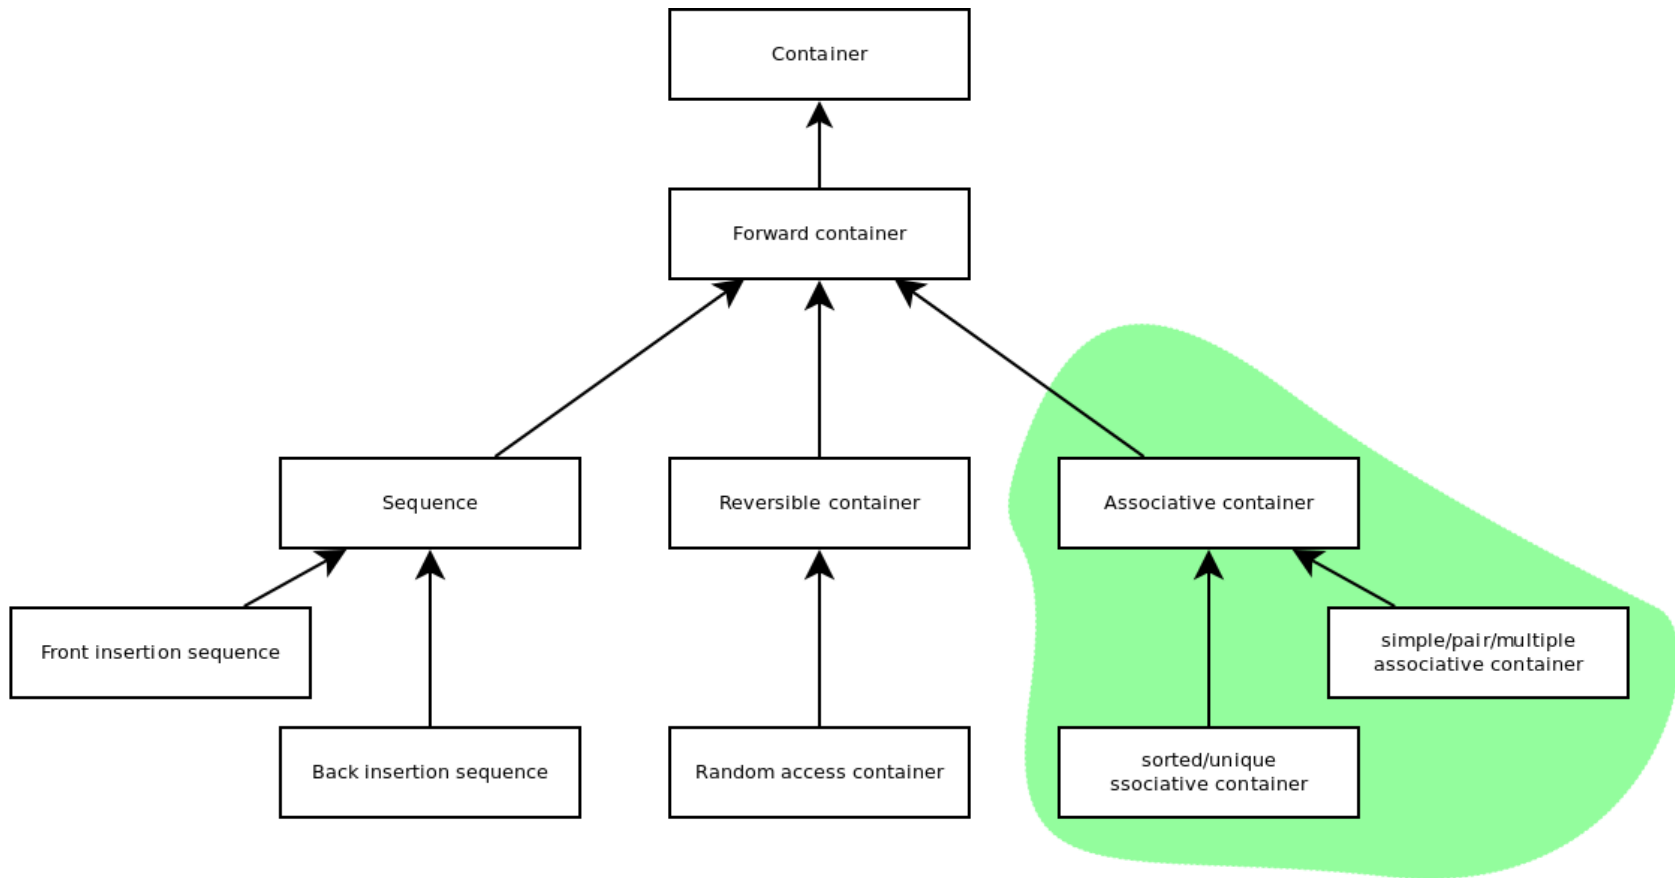 Container
Forward container
Sequence
Reversible container
Associative container
Front insertion sequence
simple/pair/multiple
associative container
Back insertion sequence
Random access container
sorted/unique
ssociative container